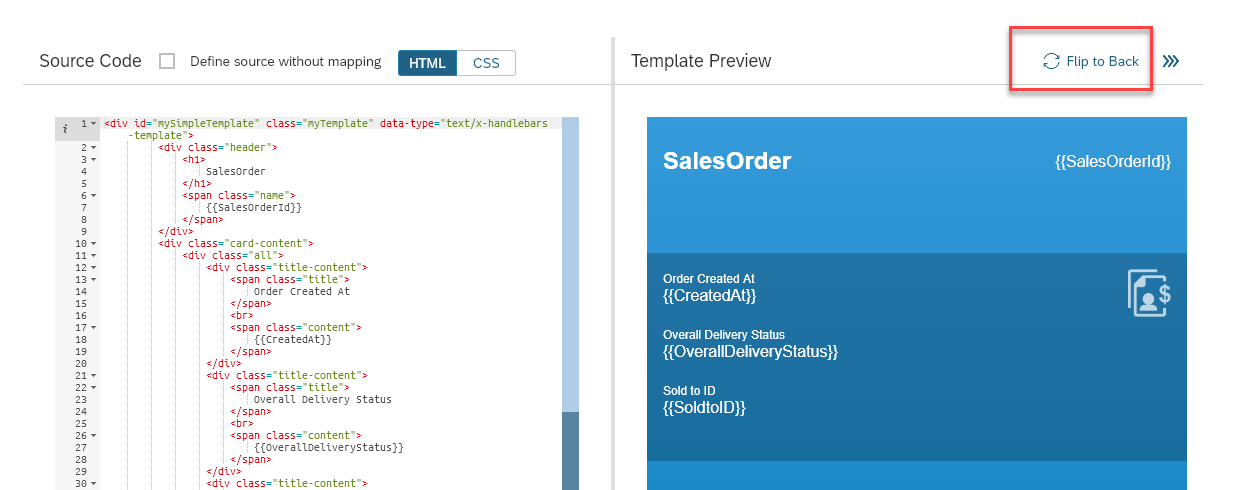 Source Code
Define source without mapping
HTML
CSS
Template Preview
Flip to Back
i
1 <div id="mySimpleTemplate" class="myTemplate" data-type="text/x-handlebars
-template">
2 <div class="header">
3 <h1>
4 SalesOrder
5 </h1>
6 <span class="name">
7 {{SalesOrderId}}
8 </span>
9 </div>
10 <div class="card-content">
11 <div class="all">
12 <div class="title-content">
13 <span class="title">
14 Order Created At
15 </span>
16 <br>
17 <span class="content">
18 {{CreatedAt}}
19 </span>
20 </div>
21 <div class="title-content">
22 <span class="title">
23 Overall Delivery Status
24 </span>
25 <br>
26 <span class="content">
27 {{OverallDeliveryStatus}}
28 </span>
29 </div>
30 <div class="title-content">
SalesOrder
{{SalesOrderId}}
Order Created At
{{CreatedAt}}
$
Overall Delivery Status
{{OverallDeliveryStatus}}
Sold to ID
{{SoldtoID}}